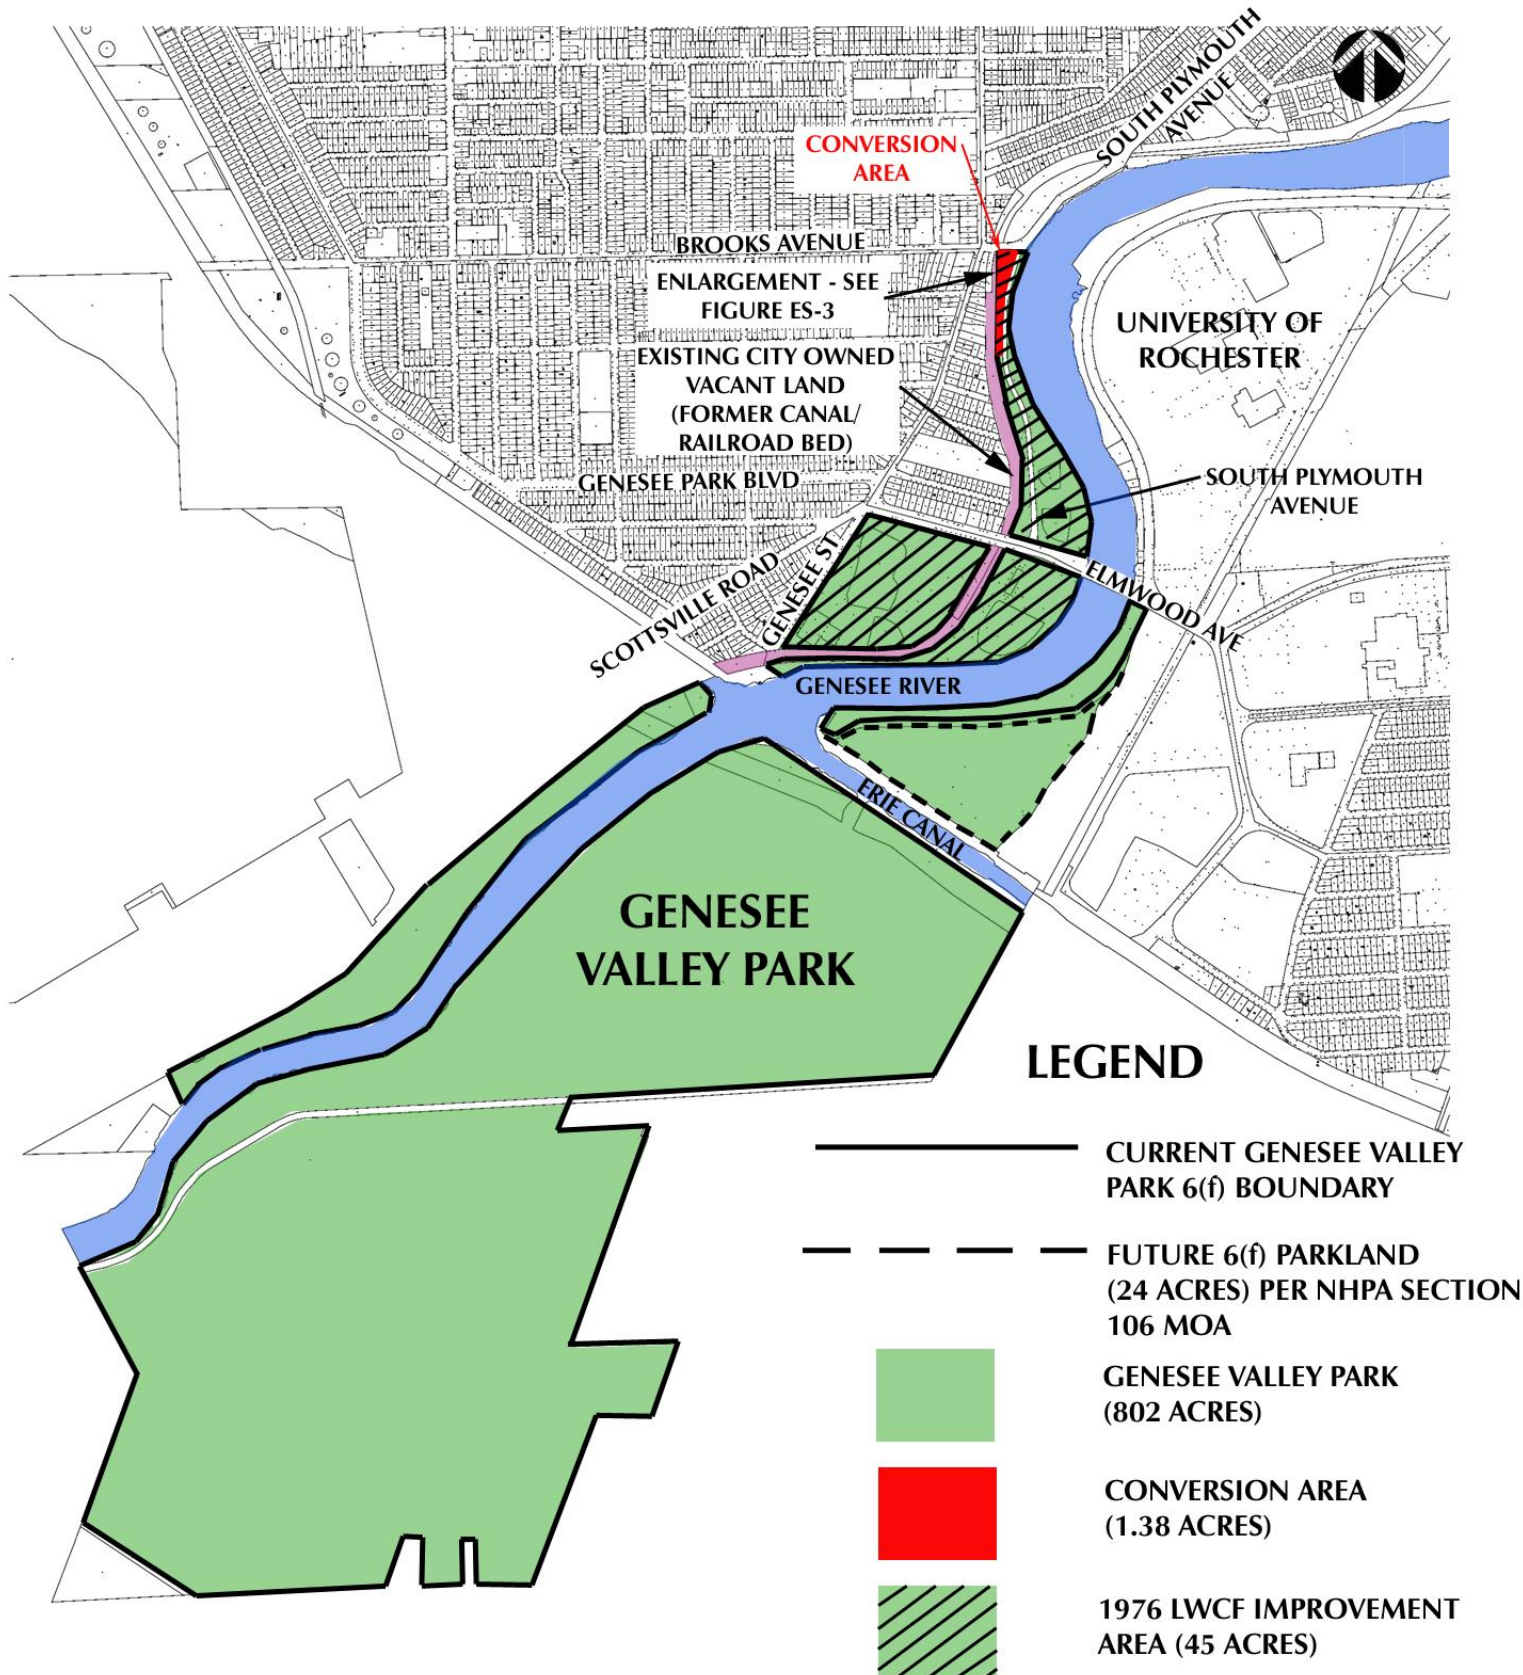 SOUTH PLYMOUTH
AVENUE
CONVERSION
AREA
BROOKS AVENUE
ENLARGEMENT - SEE
FIGURE ES-3
UNIVERSITY OF
ROCHESTER
EXISTING CITY OWNED
VACANT LAND
(FORMER CANAL/
RAILROAD BED)
GENESEE PARK BLVD
SOUTH PLYMOUTH
AVENUE
SCOTTSVILLE ROAD
GENESEE ST
ELMWOOD AVE
GENESEE RIVER
ERIE CANAL
GENESEE
VALLEY PARK
LEGEND
CURRENT GENESEE VALLEY
PARK 6(f) BOUNDARY
FUTURE 6(f) PARKLAND
(24 ACRES) PER NHPA SECTION
106 MOA
GENESEE VALLEY PARK
(802 ACRES)
CONVERSION AREA
(1.38 ACRES)
1976 LWCF IMPROVEMENT
AREA (45 ACRES)